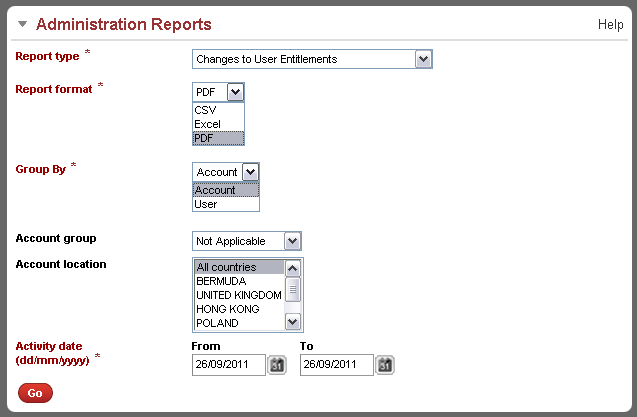 Administration Reports Help
Report type * Changes to User Entitlements
Report format * PDF
CSV
Excel
PDF
Group By * Account
Account
User
Account group Not Applicable
Account location All countries
BERMUDA
UNITED KINGDOM
HONG KONG
POLAND
Activity date From To
(dd/mm/yyyy) * 26/09/2011 31 26/09/2011 31
Go